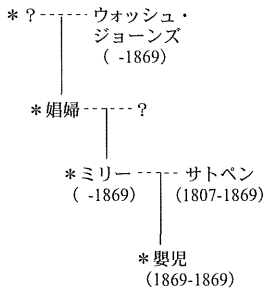 ＊？ ウォッシュ・
ジョーンズ
（ -1869）
＊娼婦 ？
＊ミリー サトペン
（ -1869） （1807-1869）
＊嬰児
（1869-1869）